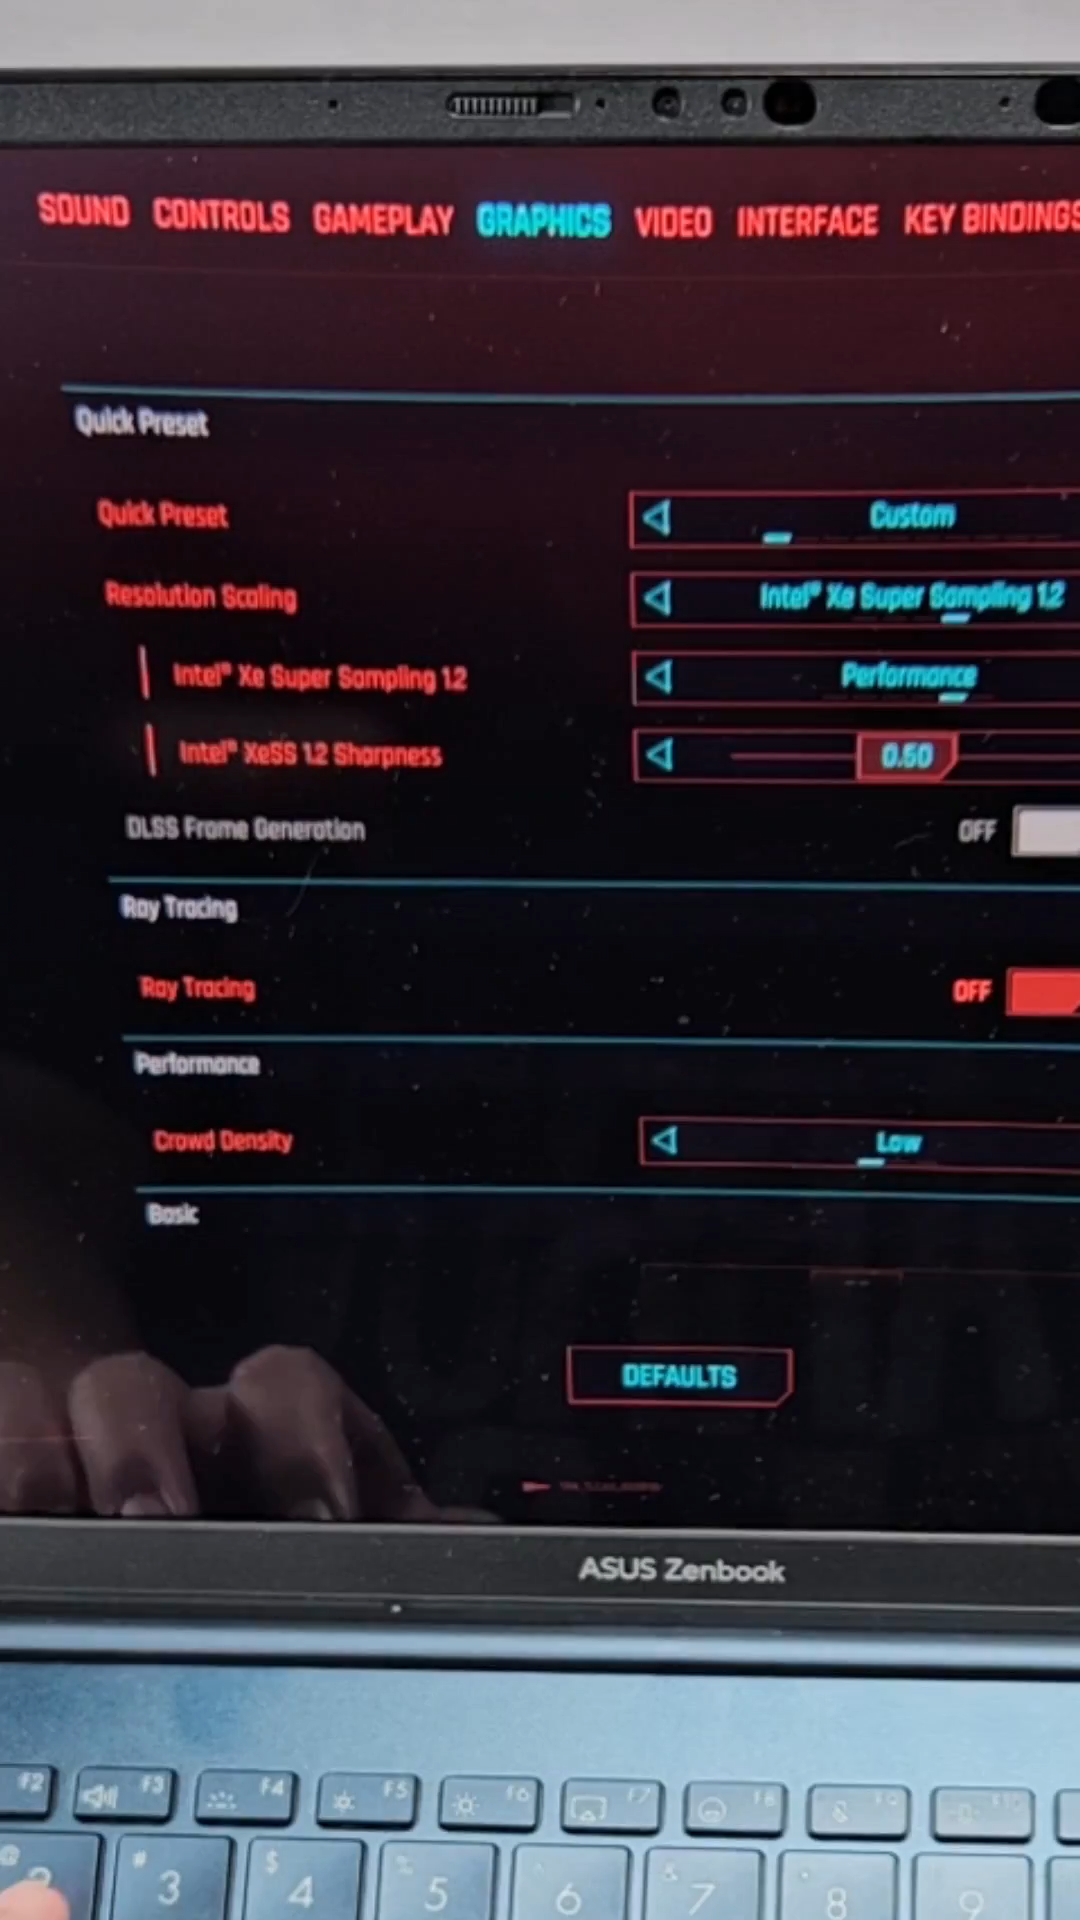 SOUND CONTROLS GAMEPLAY GRAPHICS VIDEO INTERFACE KEY BINDINGS
Quick Preset
Quick Preset Custom
Resolution Scaling Intel® Xe Super Sampling 1.2
Intel® Xe Super Sampling 1.2 Performance
Intel® XeSS 1.2 Sharpness 0.50
DLSS Frame Generation OFF
Ray Tracing
Ray Tracing OFF
Performance
Crowd Density Low
Basic
DEFAULTS
ASUS Zenbook
F2 F3 F4 F5 F6 F7 F8 F9 F10
@ # $ % ^ &
2 3 4 5 6 7 8 9